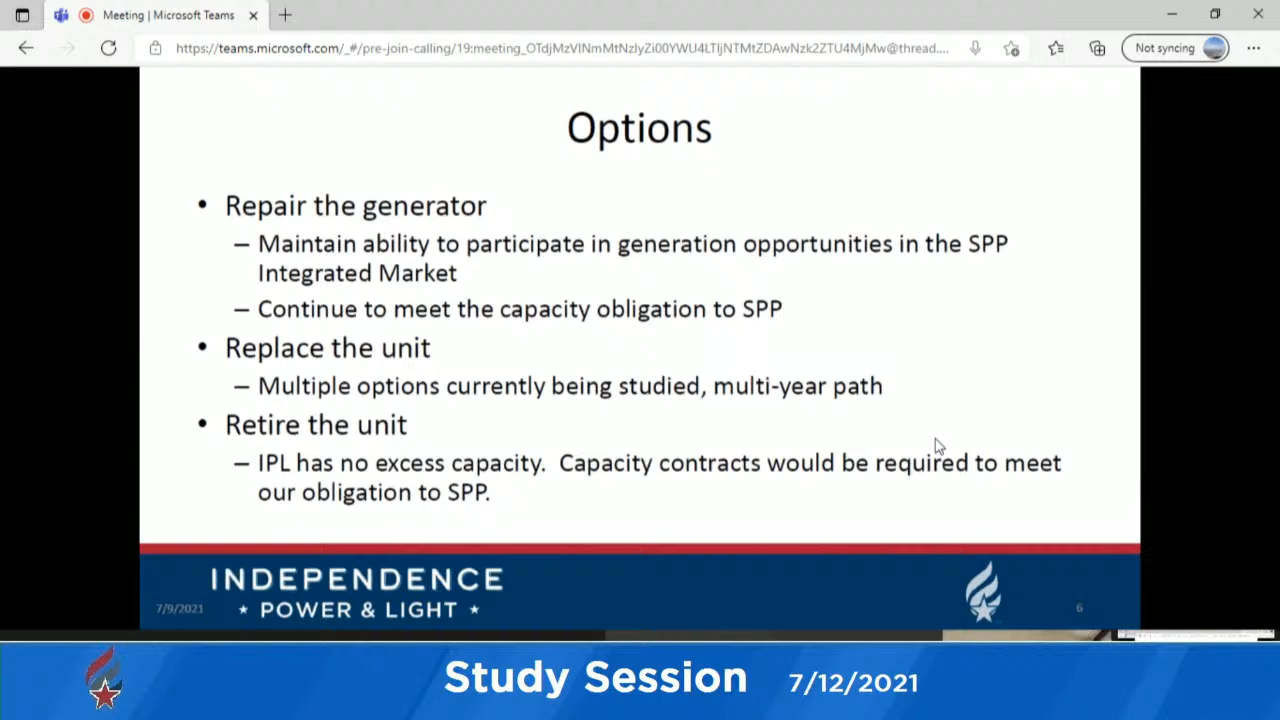 Meeting | Microsoft Teams
https://teams.microsoft.com/_#/pre-join-calling/19:meeting_OTdjMzVlNmMtNzIyZi00YWU4LTljNTMtZDAwNzk2ZTU4MjMw@thread....
Not syncing
Options
• Repair the generator
– Maintain ability to participate in generation opportunities in the SPP
Integrated Market
– Continue to meet the capacity obligation to SPP
• Replace the unit
– Multiple options currently being studied, multi-year path
• Retire the unit
– IPL has no excess capacity.  Capacity contracts would be required to meet
our obligation to SPP.
INDEPENDENCE
7/9/2021
★ POWER & LIGHT ★
6
Study Session
7/12/2021